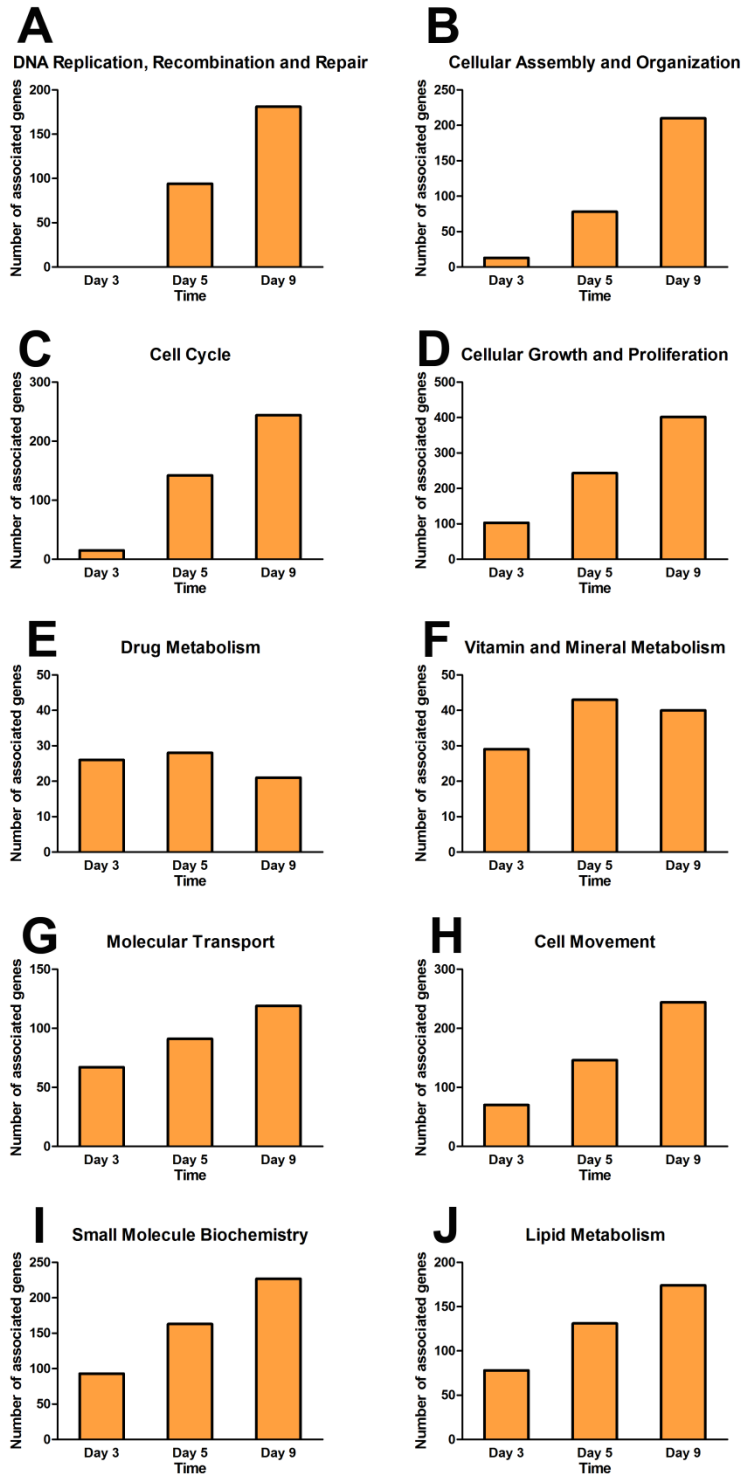 A
DNA Replication, Recombination and Repair
Number of associated genes
200
150
100
50
0
Day 3 Day 5 Day 9
Time
B
Cellular Assembly and Organization
Number of associated genes
250
200
150
100
50
0
Day 3 Day 5 Day 9
Time
C
Cell Cycle
Number of associated genes
300
200
100
0
Day 3 Day 5 Day 9
Time
D
Cellular Growth and Proliferation
Number of associated genes
500
400
300
200
100
0
Day 3 Day 5 Day 9
Time
E
Drug Metabolism
Number of associated genes
50
40
30
20
10
0
Day 3 Day 5 Day 9
Time
F
Vitamin and Mineral Metabolism
Number of associated genes
50
40
30
20
10
0
Day 3 Day 5 Day 9
Time
G
Molecular Transport
Number of associated genes
150
100
50
0
Day 3 Day 5 Day 9
Time
H
Cell Movement
Number of associated genes
300
200
100
0
Day 3 Day 5 Day 9
Time
I
Small Molecule Biochemistry
Number of associated genes
250
200
150
100
50
0
Day 3 Day 5 Day 9
Time
J
Lipid Metabolism
Number of associated genes
200
150
100
50
0
Day 3 Day 5 Day 9
Time